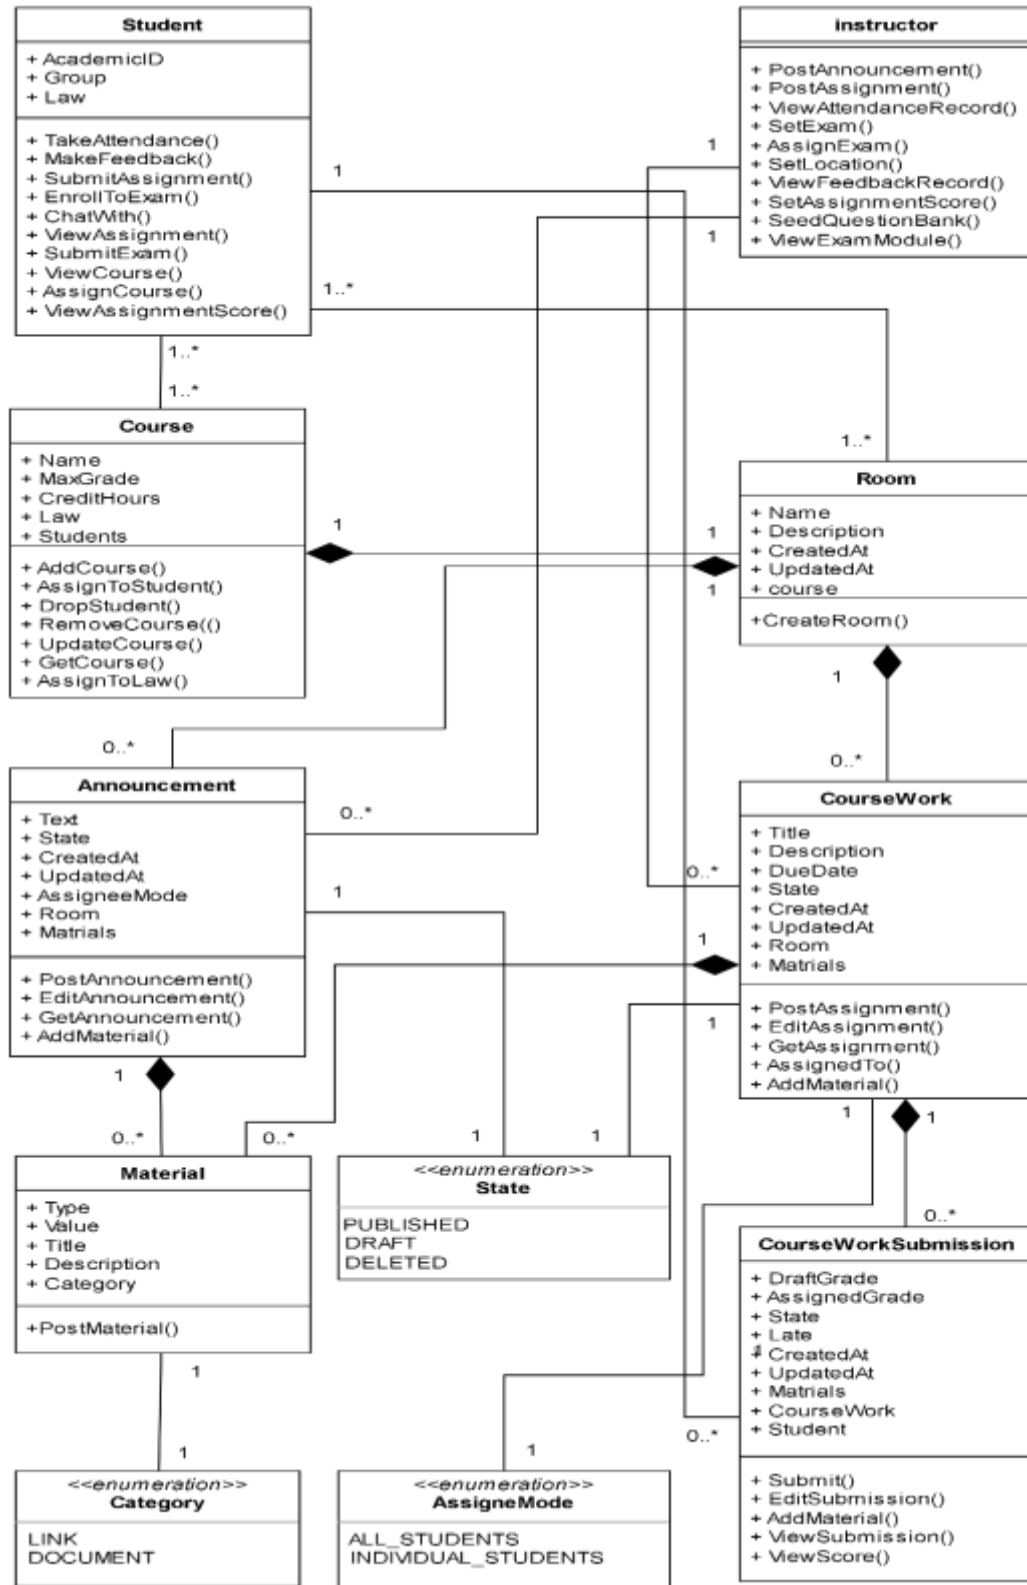 Student
+ AcademicID
+ Group
+ Law
+ TakeAttendance()
+ MakeFeedback()
+ SubmitAssignment()
+ EnrollToExam()
+ ChatWith()
+ ViewAssignment()
+ SubmitExam()
+ ViewCourse()
+ AssignCourse()
+ ViewAssignmentScore()
instructor
+ PostAnnouncement()
+ PostAssignment()
+ ViewAttendanceRecord()
+ SetExam()
+ AssignExam()
+ SetLocation()
+ ViewFeedbackRecord()
+ SetAssignmentScore()
+ SeedQuestionBank()
+ ViewExamModule()
1
1
1
1..*
1..*
1..*
1..*
Course
+ Name
+ MaxGrade
+ CreditHours
+ Law
+ Students
+ AddCourse()
+ AssignToStudent()
+ DropStudent()
+ RemoveCourse(()
+ UpdateCourse()
+ GetCourse()
+ AssignToLaw()
1
1
1
Room
+ Name
+ Description
+ CreatedAt
+ UpdatedAt
+ course
+CreateRoom()
1
0..*
0..*
Announcement
+ Text
+ State
+ CreatedAt
+ UpdatedAt
+ AssigneeMode
+ Room
+ Matrials
+ PostAnnouncement()
+ EditAnnouncement()
+ GetAnnouncement()
+ AddMaterial()
0..*
1
0..*
1
1
CourseWork
+ Title
+ Description
+ DueDate
+ State
+ CreatedAt
+ UpdatedAt
+ Room
+ Matrials
+ PostAssignment()
+ EditAssignment()
+ GetAssignment()
+ AssignedTo()
+ AddMaterial()
1
1
1
0..*
0..*
1
1
0..*
Material
+ Type
+ Value
+ Title
+ Description
+ Category
+PostMaterial()
<<enumeration>>
State
PUBLISHED
DRAFT
DELETED
CourseWorkSubmission
+ DraftGrade
+ AssignedGrade
+ State
+ Late
1
+ CreatedAt
+ UpdatedAt
+ Matrials
+ CourseWork
+ Student
+ Submit()
+ EditSubmission()
+ AddMaterial()
+ ViewSubmission()
+ ViewScore()
1
1
1
0..*
<<enumeration>>
Category
LINK
DOCUMENT
<<enumeration>>
AssigneMode
ALL_STUDENTS
INDIVIDUAL_STUDENTS